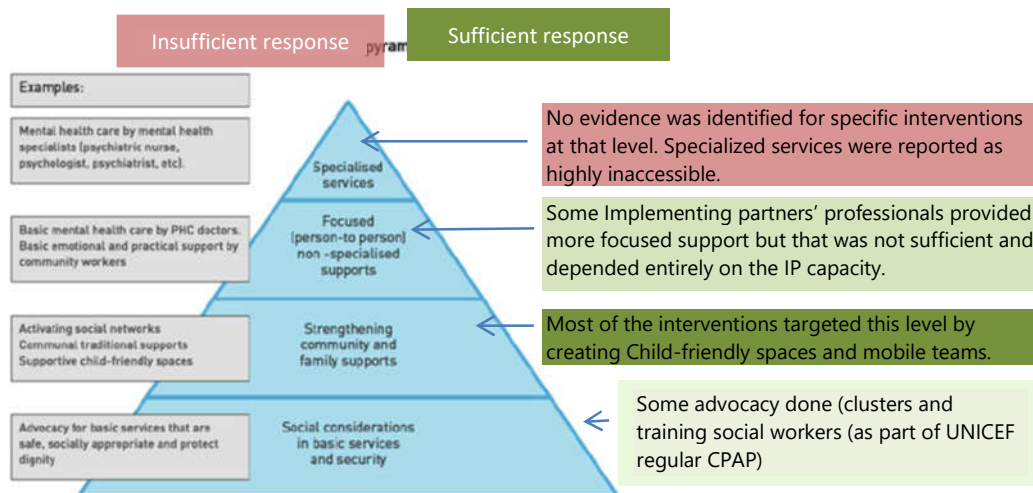 Insufficient response
pyram
Sufficient response
Examples:
Mental health care by mental health
specialists (psychiatric nurse,
psychologist, psychiatrist, etc).
Specialised
services
No evidence was identified for specific interventions
at that level. Specialized services were reported as
highly inaccessible.
Basic mental health care by PHC doctors.
Basic emotional and practical support by
community workers
Focused
(person-to person)
non -specialised
supports
Some Implementing partners’ professionals provided
more focused support but that was not sufficient and
depended entirely on the IP capacity.
Activating social networks
Communal traditional supports
Supportive child-friendly spaces
Strengthening
community and
family supports
Most of the interventions targeted this level by
creating Child-friendly spaces and mobile teams.
Advocacy for basic services that are
safe, socially appropriate and protect
dignity
Social considerations
in basic services
and security
Some advocacy done (clusters and
training social workers (as part of UNICEF
regular CPAP)